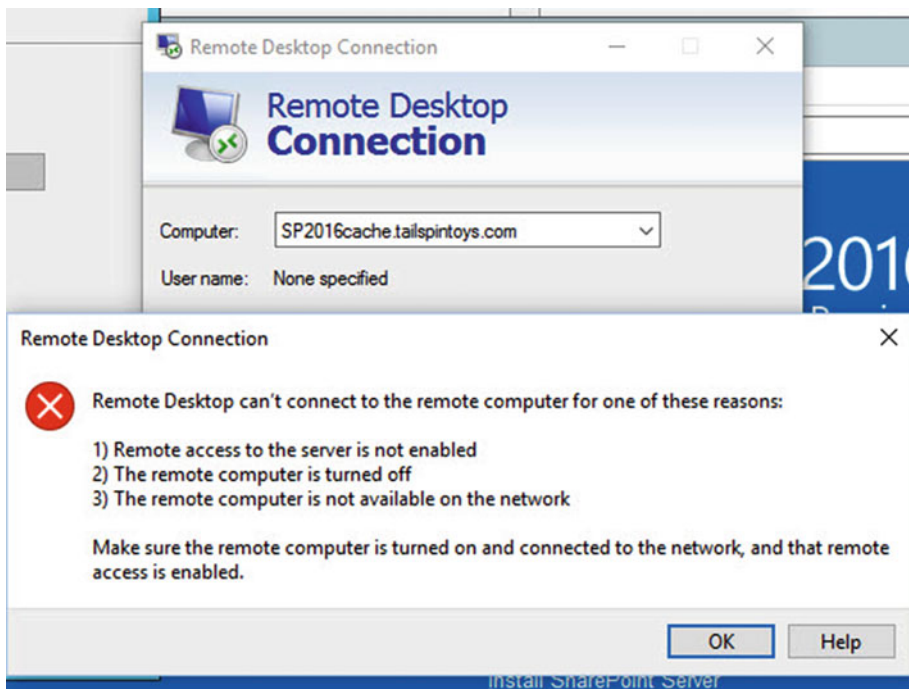 Remote Desktop Connection
Remote Desktop
Connection
Computer: SP2016cache.tailspintoys.com
User name: None specified
2016
Remote Desktop Connection
Remote Desktop can't connect to the remote computer for one of these reasons:
1) Remote access to the server is not enabled
2) The remote computer is turned off
3) The remote computer is not available on the network
Make sure the remote computer is turned on and connected to the network, and that remote
access is enabled.
OK Help
Install SharePoint Server